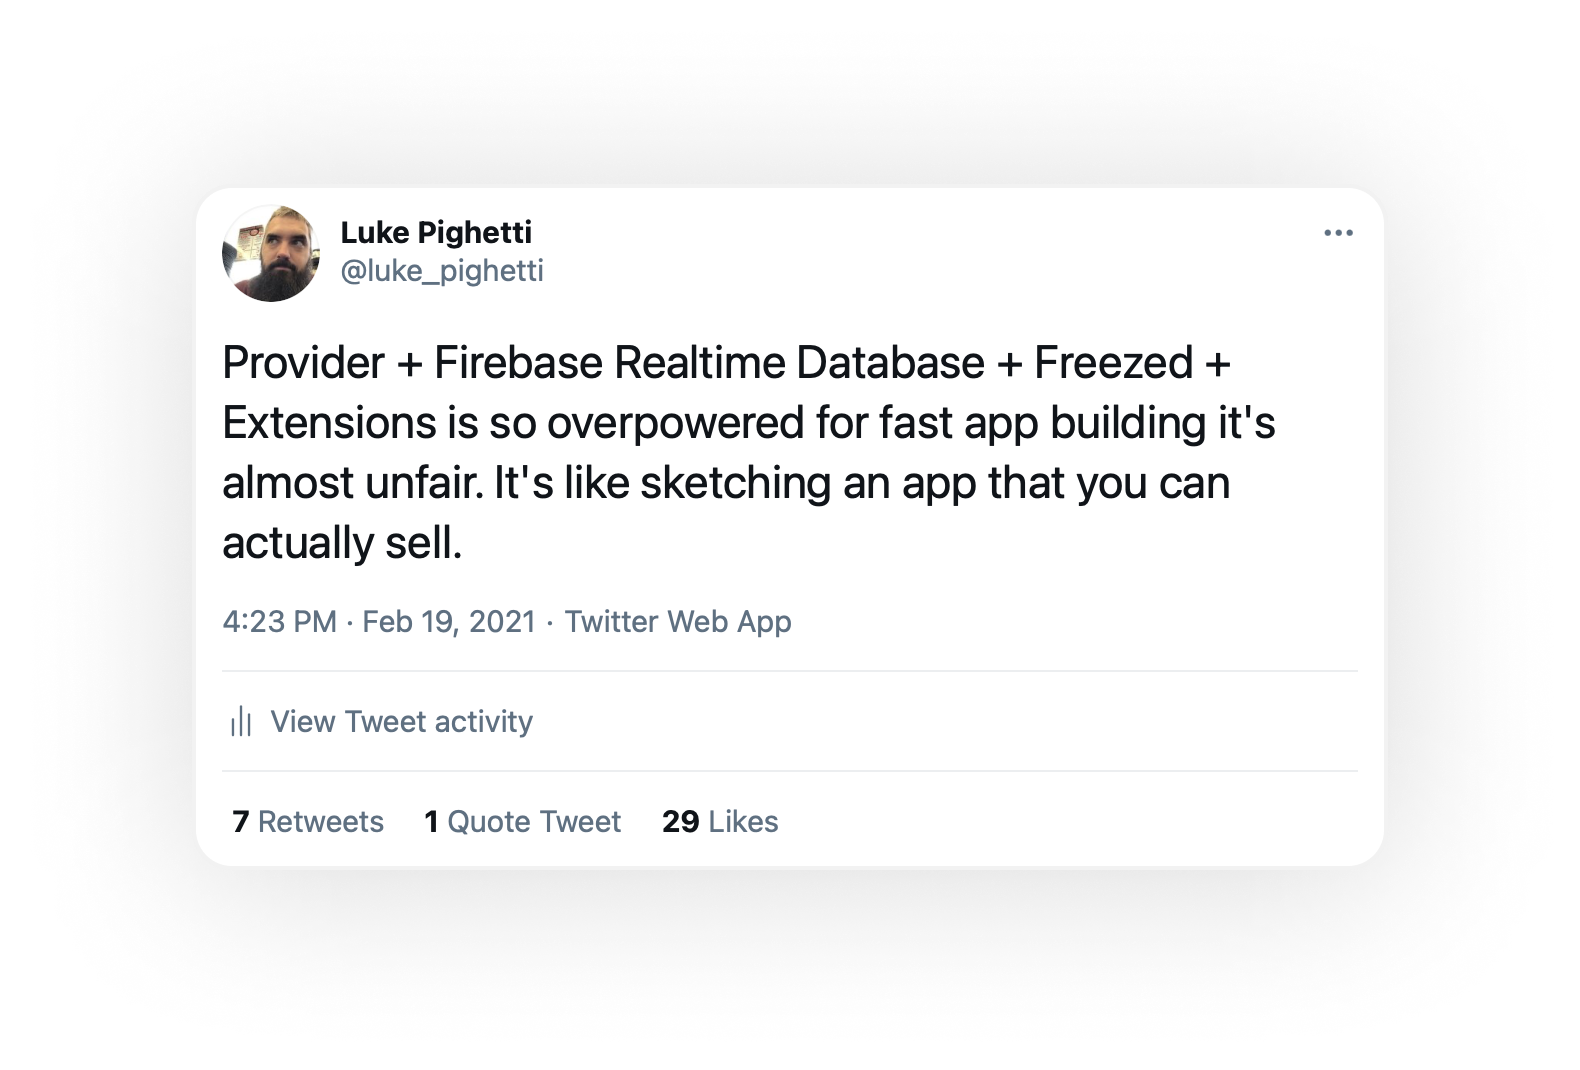 Luke Pighetti
@luke_pighetti
Provider + Firebase Realtime Database + Freezed +
Extensions is so overpowered for fast app building it's
almost unfair. It's like sketching an app that you can
actually sell.
4:23 PM · Feb 19, 2021 · Twitter Web App
View Tweet activity
7 Retweets 1 Quote Tweet 29 Likes